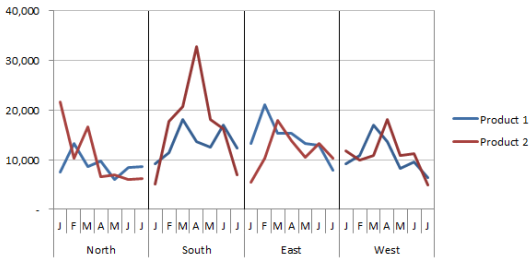 40,000
30,000
20,000
10,000
-
J F M A M J J J F M A M J J J F M A M J J J F M A M J J
North South East West
Product 1
Product 2